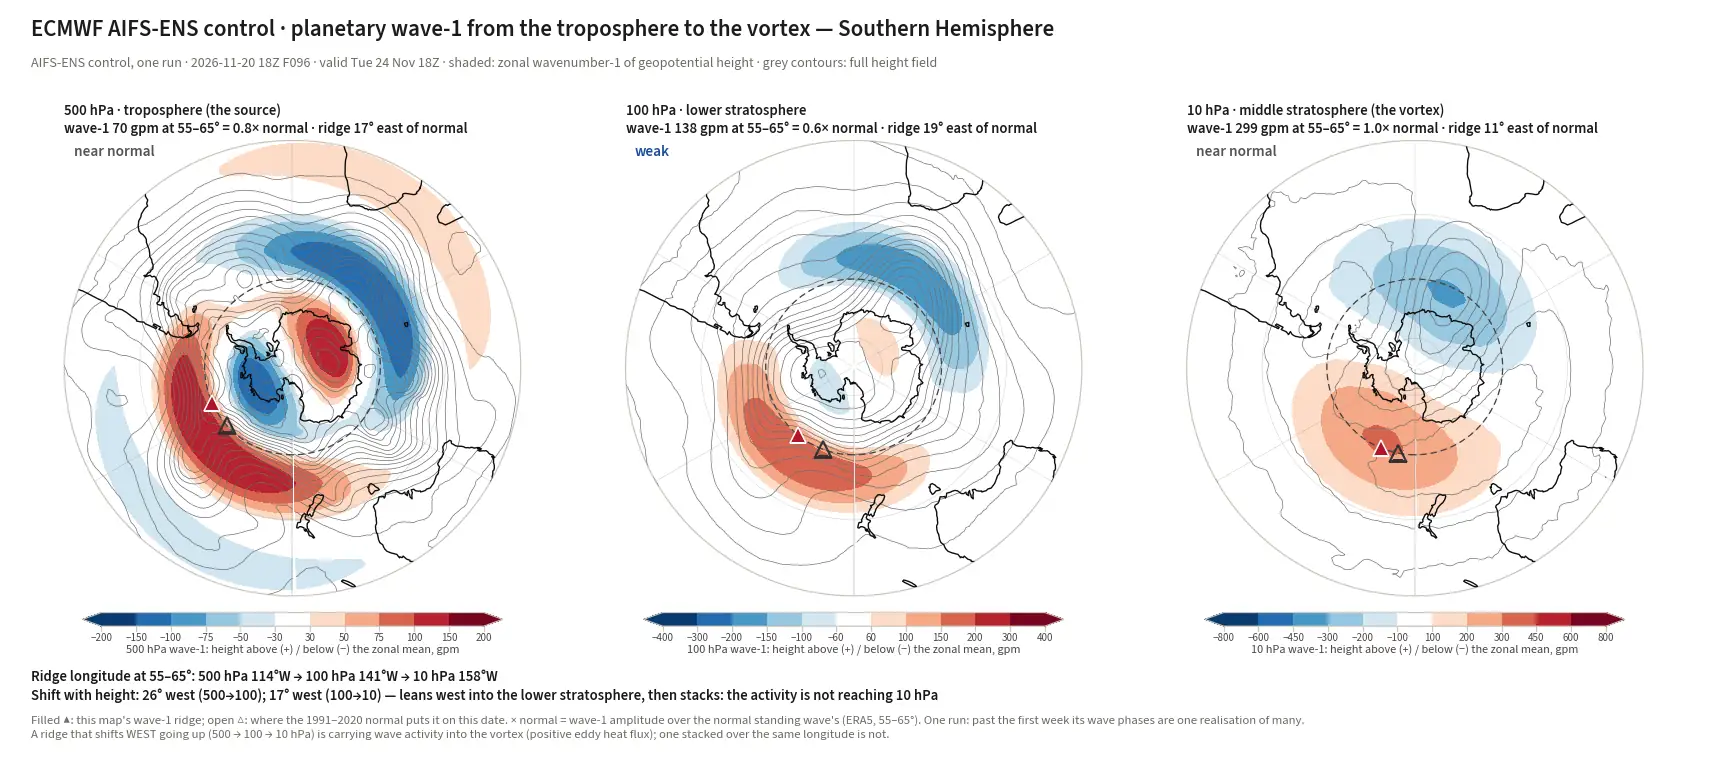 ECMWF AIFS-ENS control · planetary wave-1 from the troposphere to the vortex — Southern Hemisphere
AIFS-ENS control, one run · 2026-11-20 18Z F096 · valid Tue 24 Nov 18Z · shaded: zonal wavenumber-1 of geopotential height · grey contours: full height field
500 hPa · troposphere (the source)
wave-1 70 gpm at 55–65° = 0.8× normal · ridge 17° east of normal
near normal
100 hPa · lower stratosphere
wave-1 138 gpm at 55–65° = 0.6× normal · ridge 19° east of normal
weak
10 hPa · middle stratosphere (the vortex)
wave-1 299 gpm at 55–65° = 1.0× normal · ridge 11° east of normal
near normal
−200 −150 −100 −75 −50 −30 30 50 75 100 150 200
500 hPa wave-1: height above (+) / below (−) the zonal mean, gpm
−400 −300 −200 −150 −100 −60 60 100 150 200 300 400
100 hPa wave-1: height above (+) / below (−) the zonal mean, gpm
−800 −600 −450 −300 −200 −100 100 200 300 450 600 800
10 hPa wave-1: height above (+) / below (−) the zonal mean, gpm
Ridge longitude at 55–65°: 500 hPa 114°W → 100 hPa 141°W → 10 hPa 158°W
Shift with height: 26° west (500→100); 17° west (100→10) — leans west into the lower stratosphere, then stacks: the activity is not reaching 10 hPa
Filled ▲: this map's wave-1 ridge; open △: where the 1991–2020 normal puts it on this date. × normal = wave-1 amplitude over the normal standing wave's (ERA5, 55–65°). One run: past the first week its wave phases are one realisation of many.
A ridge that shifts WEST going up (500 → 100 → 10 hPa) is carrying wave activity into the vortex (positive eddy heat flux); one stacked over the same longitude is not.